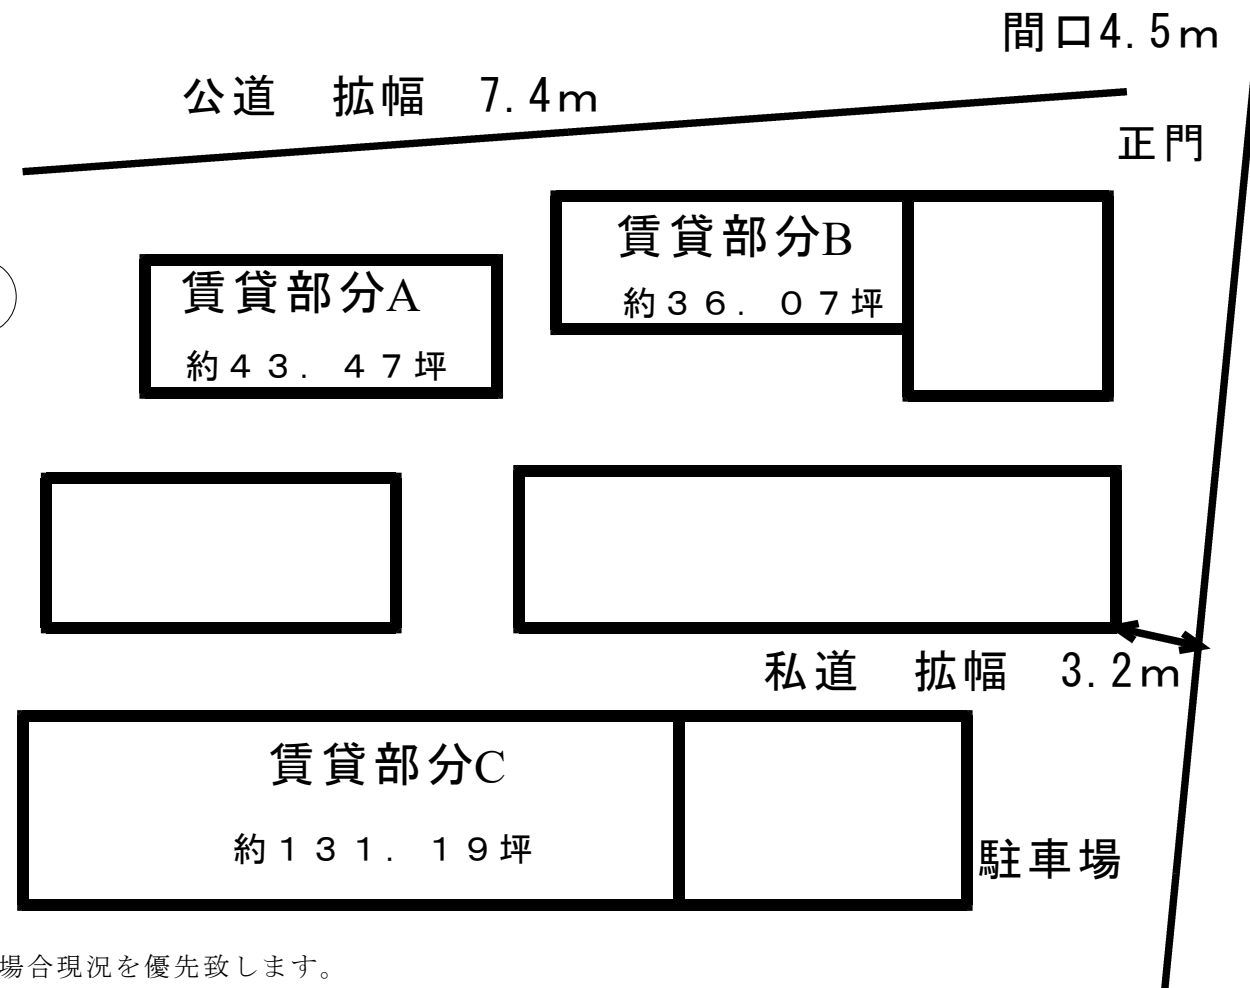 間口4.5m
公道　拡幅　7.4m
正門
賃貸部分B
約３６．０７坪
賃貸部分A
約４３．４７坪
私道　拡幅　3.2m
賃貸部分C
約１３１．１９坪
駐車場
場合現況を優先致します。